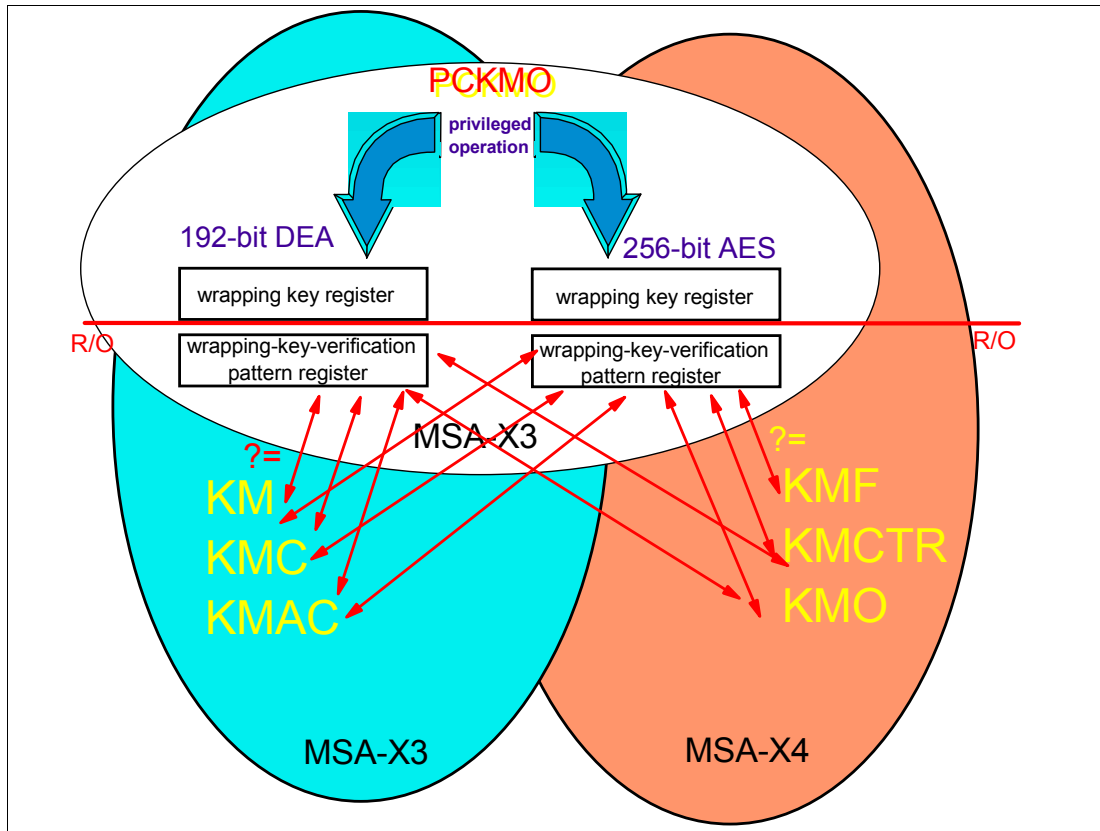 PCKMO
privileged
operation
192-bit DEA
256-bit AES
wrapping key register
wrapping key register
R/O
R/O
wrapping-key-verification
pattern register
wrapping-key-verification
pattern register
MSA-X3
?=
?=
KM
KMF
KMC
KMCTR
KMAC
KMO
MSA-X3
MSA-X4